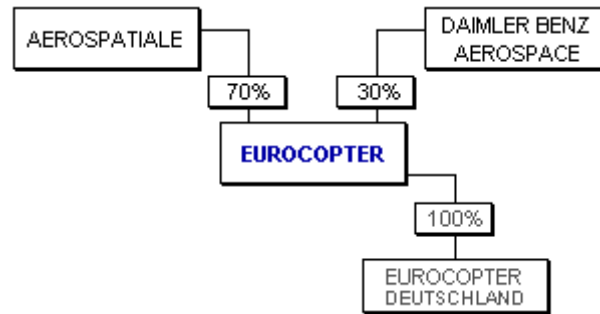 AEROSPATIALE
DAIMLER BENZ
AEROSPACE
70%
30%
EUROCOPTER
100%
EUROCOPTER
DEUTSCHLAND